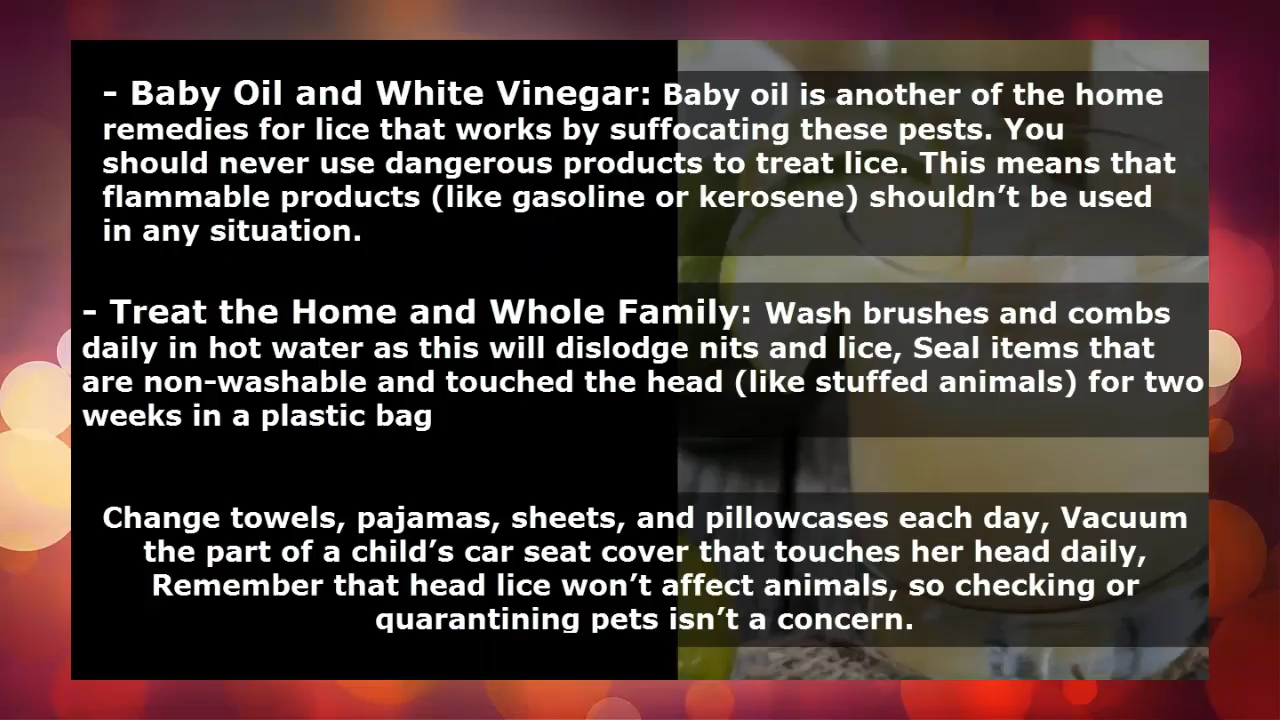 - Baby Oil and White Vinegar: Baby oil is another of the home
remedies for lice that works by suffocating these pests. You
should never use dangerous products to treat lice. This means that
flammable products (like gasoline or kerosene) shouldn’t be used
in any situation.
- Treat the Home and Whole Family: Wash brushes and combs
daily in hot water as this will dislodge nits and lice, Seal items that
are non-washable and touched the head (like stuffed animals) for two
weeks in a plastic bag
Change towels, pajamas, sheets, and pillowcases each day, Vacuum
the part of a child’s car seat cover that touches her head daily,
Remember that head lice won’t affect animals, so checking or
quarantining pets isn’t a concern.